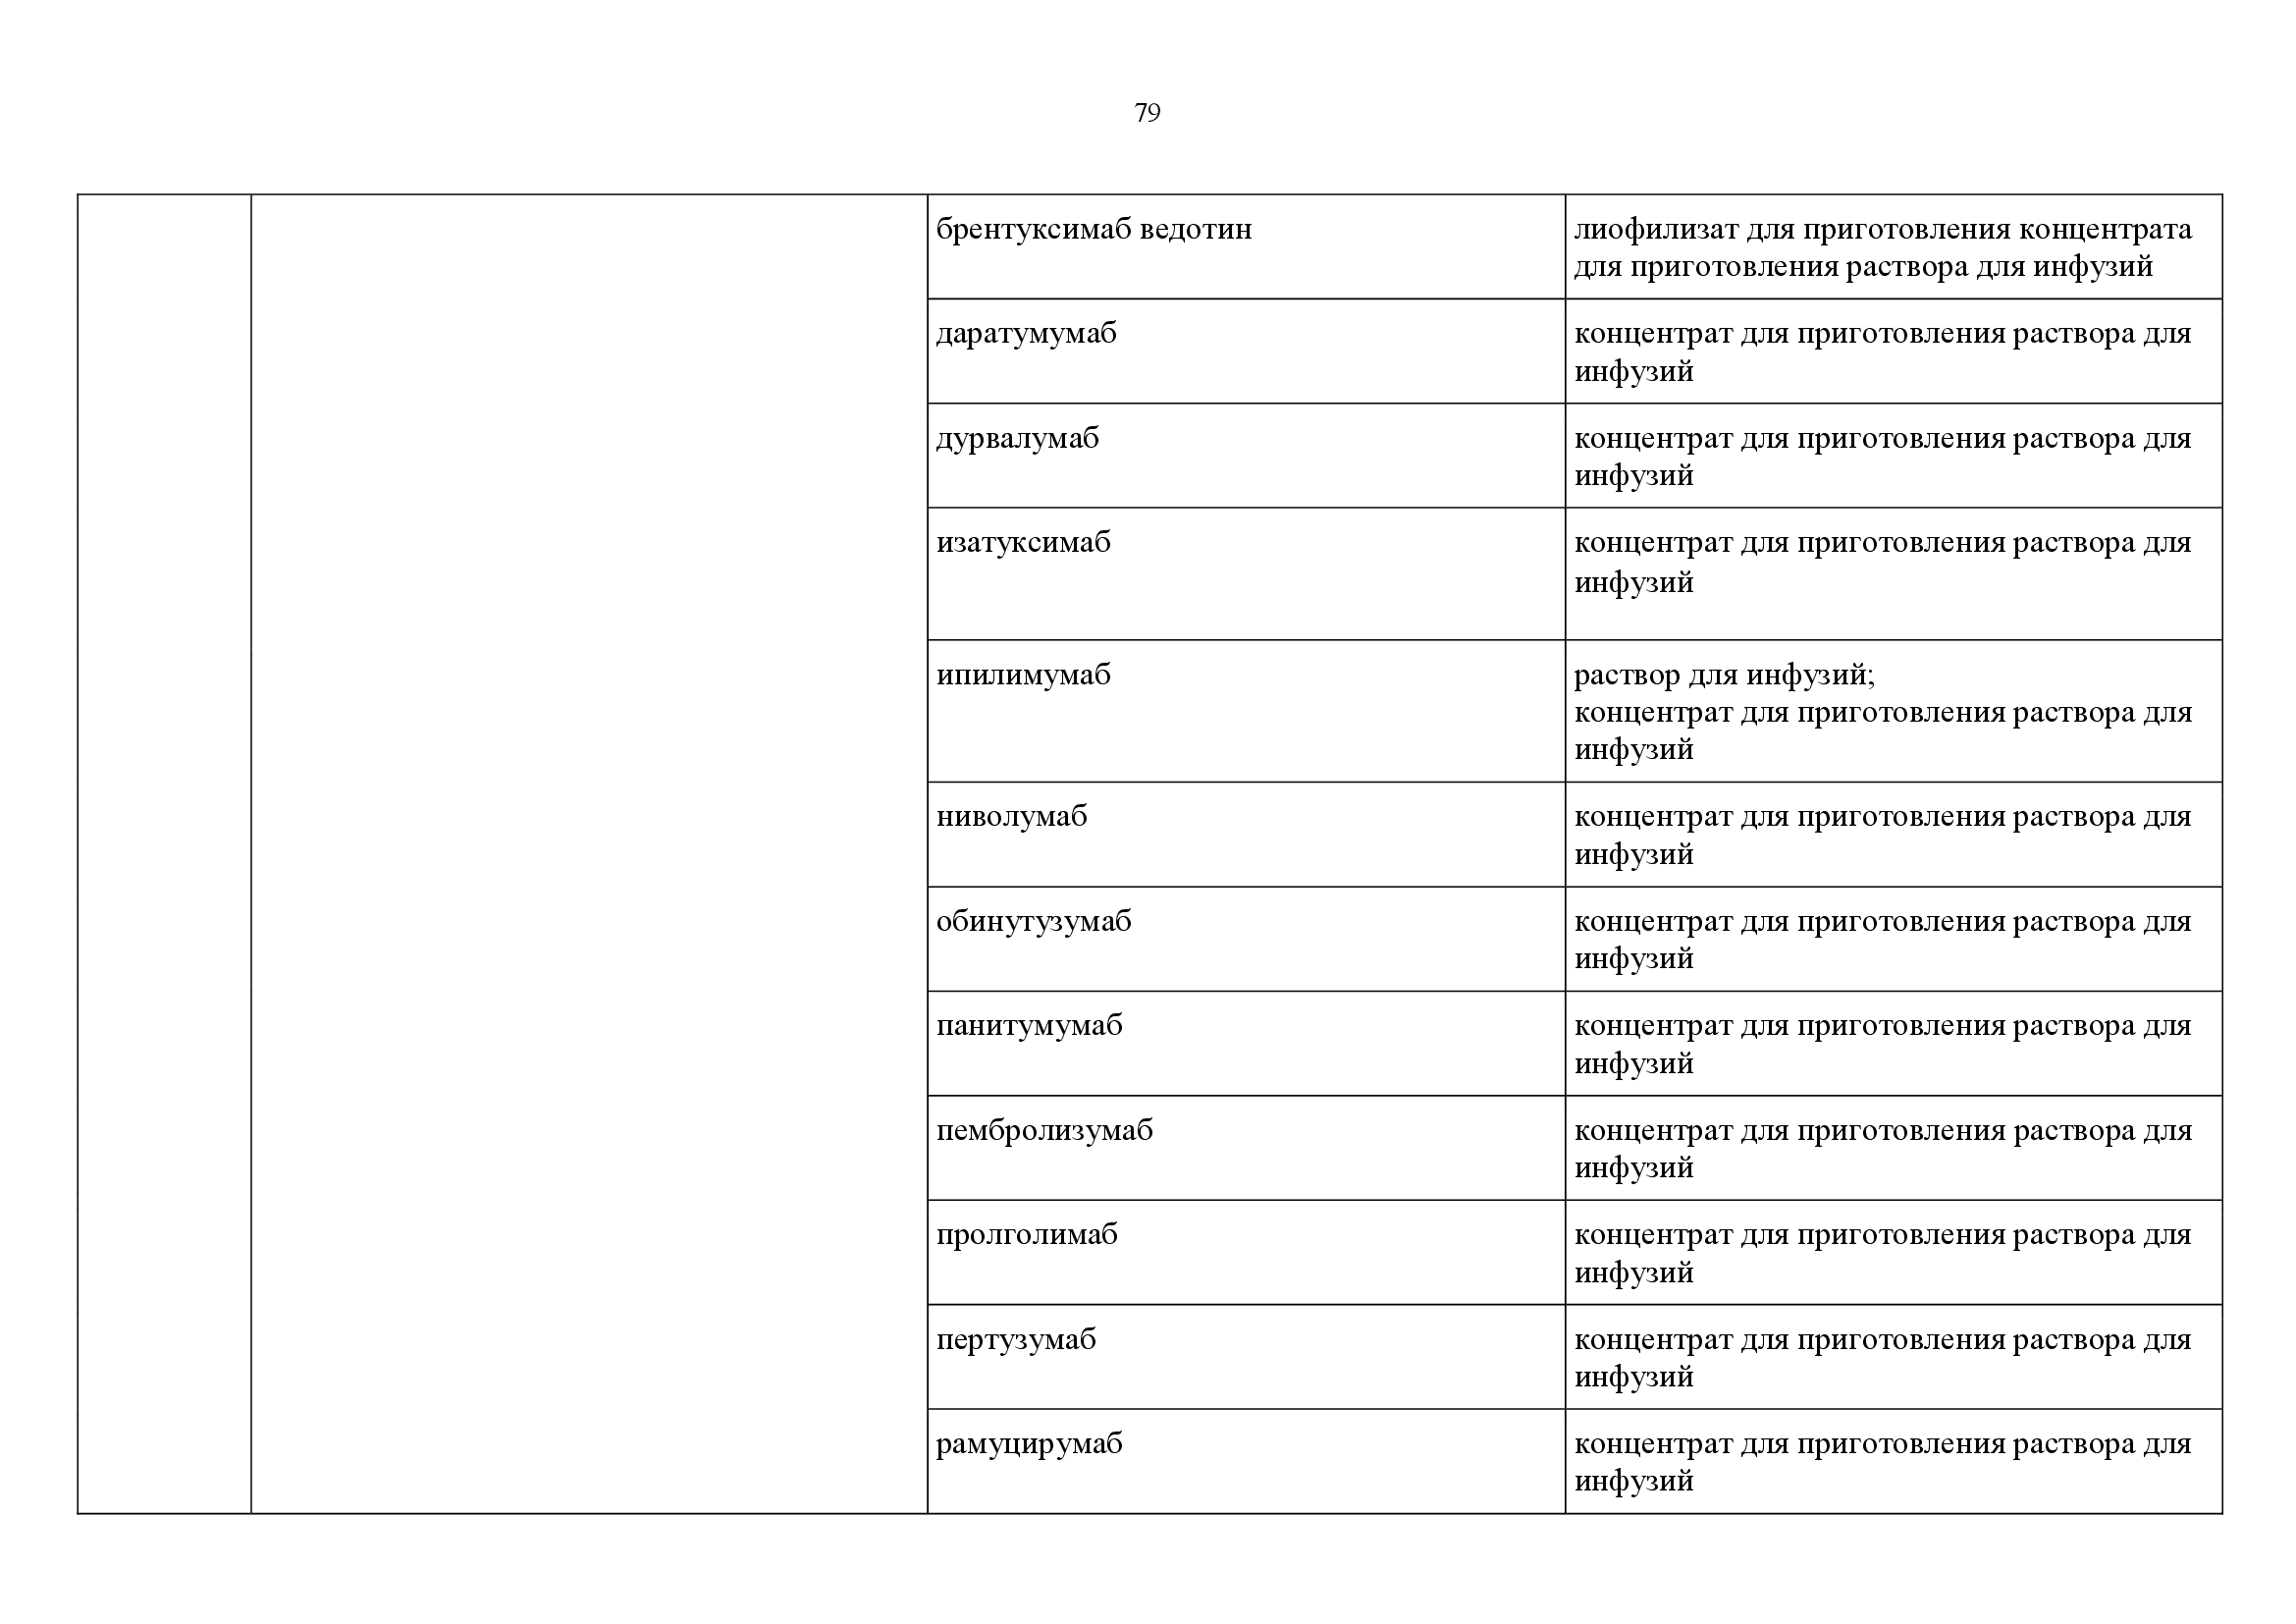 79
брентуксимаб ведотин
лиофилизат для приготовления концентрата
для приготовления раствора для инфузий
даратумумаб
концентрат для приготовления раствора для
инфузий
дурвалумаб
концентрат для приготовления раствора для
инфузий
изатуксимаб
концентрат для приготовления раствора для
инфузий
ипилимумаб
раствор для инфузий;
концентрат для приготовления раствора для
инфузий
ниволумаб
концентрат для приготовления раствора для
инфузий
обинутузумаб
концентрат для приготовления раствора для
инфузий
панитумумаб
концентрат для приготовления раствора для
инфузий
пембролизумаб
концентрат для приготовления раствора для
инфузий
пролголимаб
концентрат для приготовления раствора для
инфузий
пертузумаб
концентрат для приготовления раствора для
инфузий
рамуцирумаб
концентрат для приготовления раствора для
инфузий